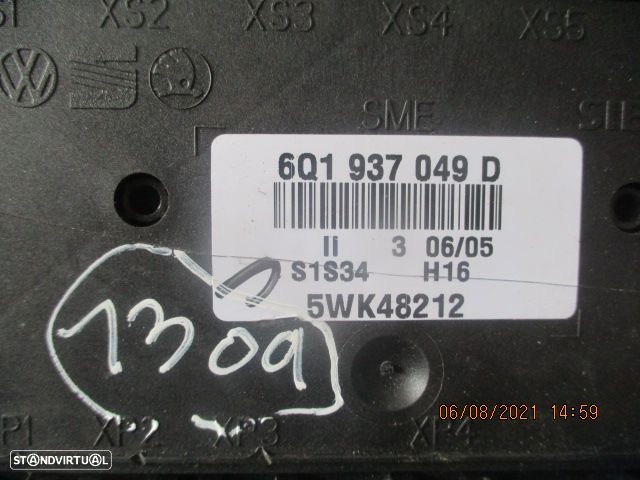 XS2 XS3 XS4 XS5
SME
6Q1 937 049 D
II 3 06/05
S1S34 H16
5WK48212
1309
XP2 XP3 XP4
06/08/2021 14:59
STANDVIRTUAL